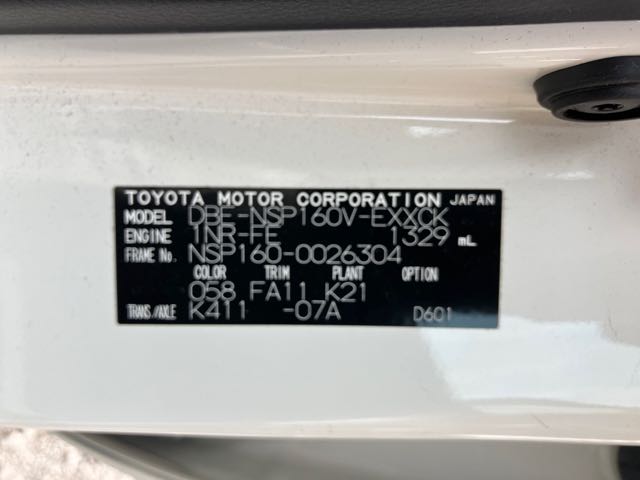 TOYOTA MOTOR CORPORATION JAPAN
MODEL DBE-NSP160V-EXXCK
ENGINE 1NR-FE 1329 mL
FRAME No. NSP160-0026304
COLOR TRIM PLANT OPTION
058 FA11 K21
TRANS/AXLE K411 -07A D601